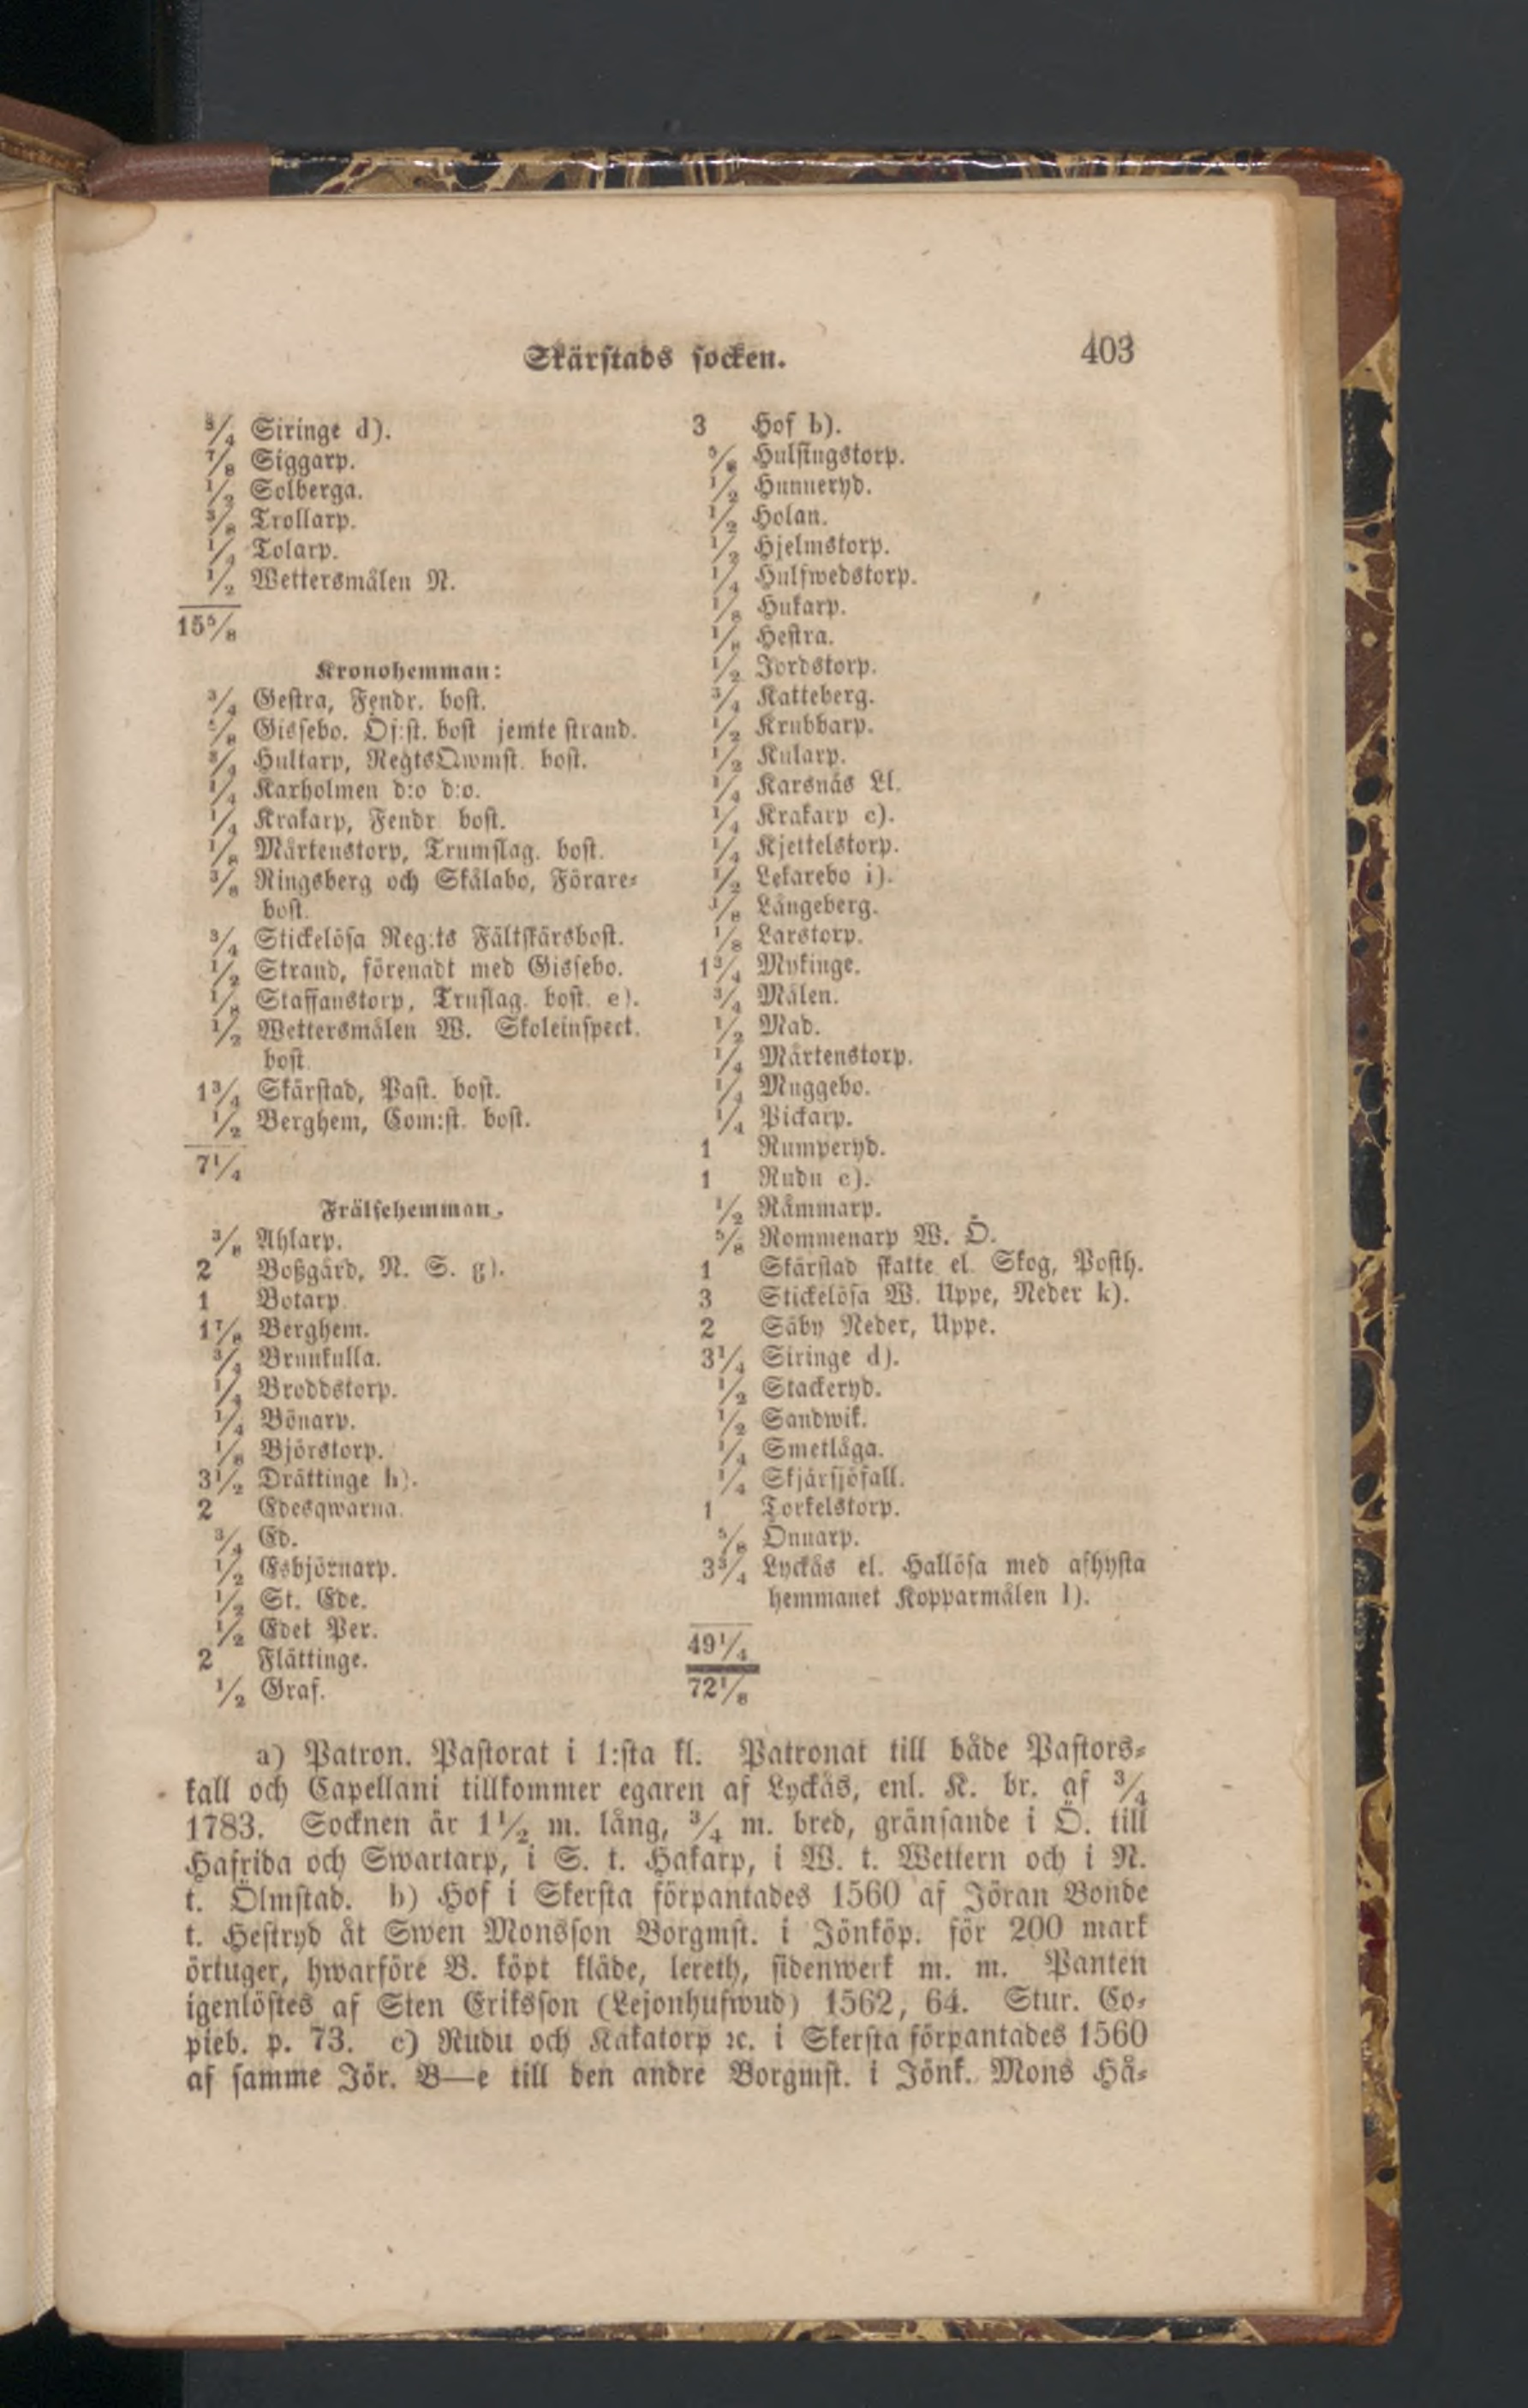 Skärstads socken.
403
3/4 Siringe d).
7/8 Siggarp.
1/2 Solberga.
3/8 Trollarp.
1/4 Tolarp.
1/2 Wettersmålen N.
15 5/8
Kronohemman:
3/4 Gestra, Fendr. bost.
5/8 Gissebo. Öf:st. bost jemte strand.
3/4 Hultarp, RegtsQwmst. bost.
1/4 Karholmen d:o d:o.
1/4 Krakarp, Fendr bost.
1/8 Mårtenstorp, Trumslag. bost.
3/8 Ringsberg och Skålabo, Förare-
bost.
3/4 Stickelösa Reg:ts Fältskärsbost.
1/2 Strand, förenadt med Gissebo.
1/8 Staffanstorp, Truslag. bost. e).
1/2 Wettersmålen W. Skoleinspect.
bost.
1 3/4 Skärstad, Past. bost.
1/2 Berghem, Com:st. bost.
7 1/4
Frälsehemman.
3/8 Ahlarp.
2 Boßgård, N. S. g).
1 Botarp.
1 7/8 Berghem.
3/4 Brunkulla.
1/4 Broddstorp.
1/4 Bönarp.
1/8 Björstorp.
3 1/2 Drättinge h).
2 Edesqwarna.
3/4 Ed.
1/2 Esbjörnarp.
1/2 St. Ede.
1/2 Edet Per.
2 Flättinge.
1/2 Graf.
3 Hof b).
5/8 Hulsingstorp.
1/2 Hunneryd.
1/2 Holan.
1/2 Hjelmstorp.
1/4 Hulfwedstorp.
1/8 Hukarp.
1/8 Hestra.
1/2 Jordstorp.
3/4 Katteberg.
1/2 Krubbarp.
1/2 Kularp.
1/4 Karsnäs Ll.
1/4 Krakarp c).
1/4 Kjettelstorp.
1/2 Lekarebo i).
3/8 Långeberg.
1/8 Larstorp.
1 3/4 Mykinge.
3/4 Målen.
1/2 Mad.
1/4 Mårtenstorp.
1/4 Muggebo.
1/4 Pickarp.
1 Rumperyd.
1 Rudu c).
1/2 Råmmarp.
5/8 Rommenarp W. Ö.
1 Skärstad skatte el. Skog, Posth.
3 Stickelösa W. Uppe, Neder k).
2 Säby Neder, Uppe.
3 1/4 Siringe d).
1/2 Stackeryd.
1/2 Sandwik.
1/4 Smetlåga.
1/4 Skjärsjöfall.
1 Torkelstorp.
5/8 Önnarp.
3 3/4 Lyckås el. Hallösa med afhysta
hemmanet Kopparmålen l).
49 1/4
72 1/8
a) Patron. Pastorat i 1:sta kl. Patronat till både Pastors-
kall och Capellani tillkommer egaren af Lyckås, enl. K. br. af 3/4
1783. Socknen är 1 1/2 m. lång, 3/4 m. bred, gränsande i Ö. till
Hafrida och Swartarp, i S. t. Hakarp, i W. t. Wettern och i N.
t. Ölmstad. b) Hof i Skersta förpantades 1560 af Jöran Bonde
t. Hestryd åt Swen Monsson Borgmst. i Jönköp. för 200 mark
örtuger, hwarföre B. köpt kläde, lereth, sidenwerk m. m. Panten
igenlöstes af Sten Eriksson (Lejonhufwud) 1562, 64. Stur. Co-
pieb. p. 73. c) Rudu och Kakatorp ꝛc. i Skersta förpantades 1560
af samme Jör. B—e till den andre Borgmst. i Jönk. Mons Hå-